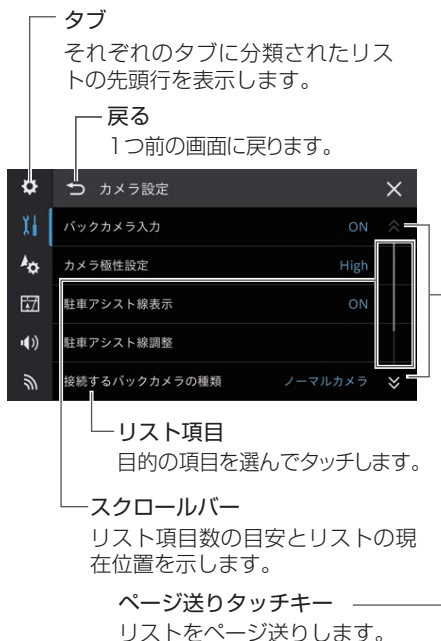 タブ
それぞれのタブに分類されたリス
トの先頭行を表示します。
戻る
1つ前の画面に戻ります。
カメラ設定
バックカメラ入力 ON
カメラ極性設定 High
駐車アシスト線表示 ON
駐車アシスト線調整
接続するバックカメラの種類 ノーマルカメラ
リスト項目
目的の項目を選んでタッチします。
スクロールバー
リスト項目数の目安とリストの現
在位置を示します。
ページ送りタッチキー
リストをページ送りします。